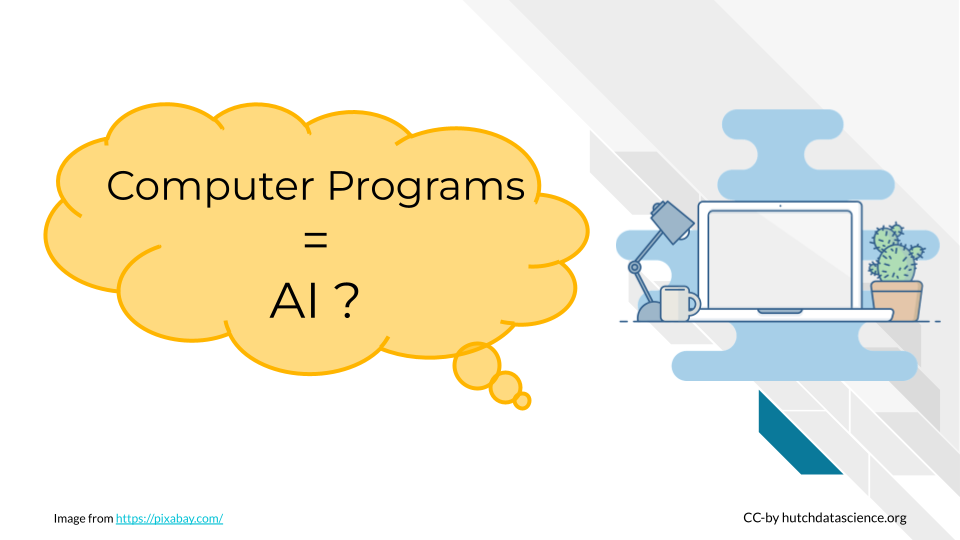 Computer Programs
=
AI ?
Image from https://pixabay.com/
CC-by hutchdatascience.org